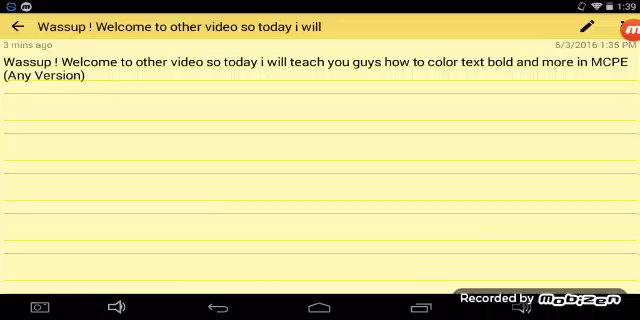 1:39
Wassup ! Welcome to other video so today i will
3 mins ago
6/3/2016 1:35 PM
Wassup ! Welcome to other video so today i will teach you guys how to color text bold and more in MCPE
(Any Version)
Recorded by mobizen